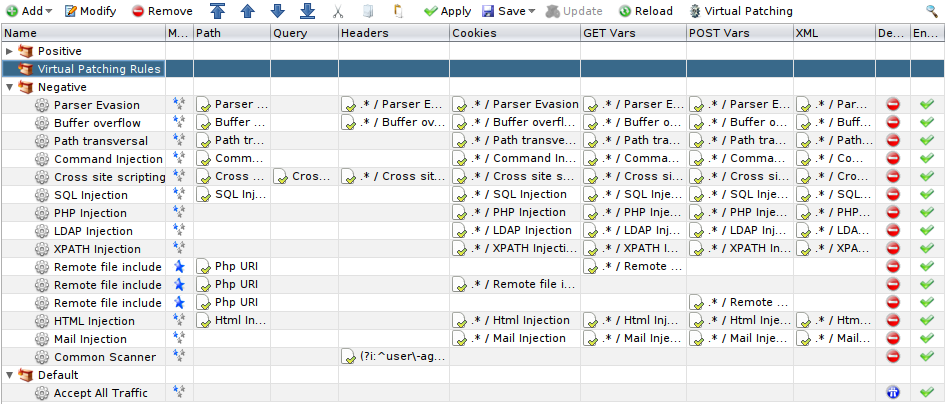 Add Modify Remove Apply Save Update Reload Virtual Patching
Name M... Path Query Headers Cookies GET Vars POST Vars XML De... En...
Positive
Virtual Patching Rules
Negative
Parser Evasion Parser ... .* / Parser E... .* / Parser Evasion .* / Parser E... .* / Parser E... .* / Par...
Buffer overflow Buffer ... .* / Buffer ov... .* / Buffer overfl... .* / Buffer o... .* / Buffer o... .* / Buff...
Path transversal Path tr... .* / Path transve... .* / Path tra... .* / Path tra... .* / Path...
Command Injection Comm... .* / Command In... .* / Comma... .* / Comma... .* / Co...
Cross site scripting Cross ... Cros... .* / Cross sit... .* / Cross site s... .* / Cross si... .* / Cross si... .* / Cro...
SQL Injection SQL Inj... .* / SQL Injection .* / SQL Inje... .* / SQL Inje... .* / SQL...
PHP Injection .* / PHP Injection .* / PHP Inje... .* / PHP Inje... .* / PHP...
LDAP Injection .* / LDAP Injection .* / LDAP Inj... .* / LDAP Inj... .* / LDA...
XPATH Injection .* / XPATH Injecti... .* / XPATH I... .* / XPATH In... .* / XPA...
Remote file include Php URI .* / Remote ...
Remote file include Php URI .* / Remote file i...
Remote file include Php URI .* / Remote ...
HTML Injection Html In... .* / Html Injection .* / Html Inj... .* / Html Inje... .* / Htm...
Mail Injection .* / Mail Injection .* / Mail Inje... .* / Mail Inje... .* / Mail...
Common Scanner (?i:^user\-ag...
Default
Accept All Traffic